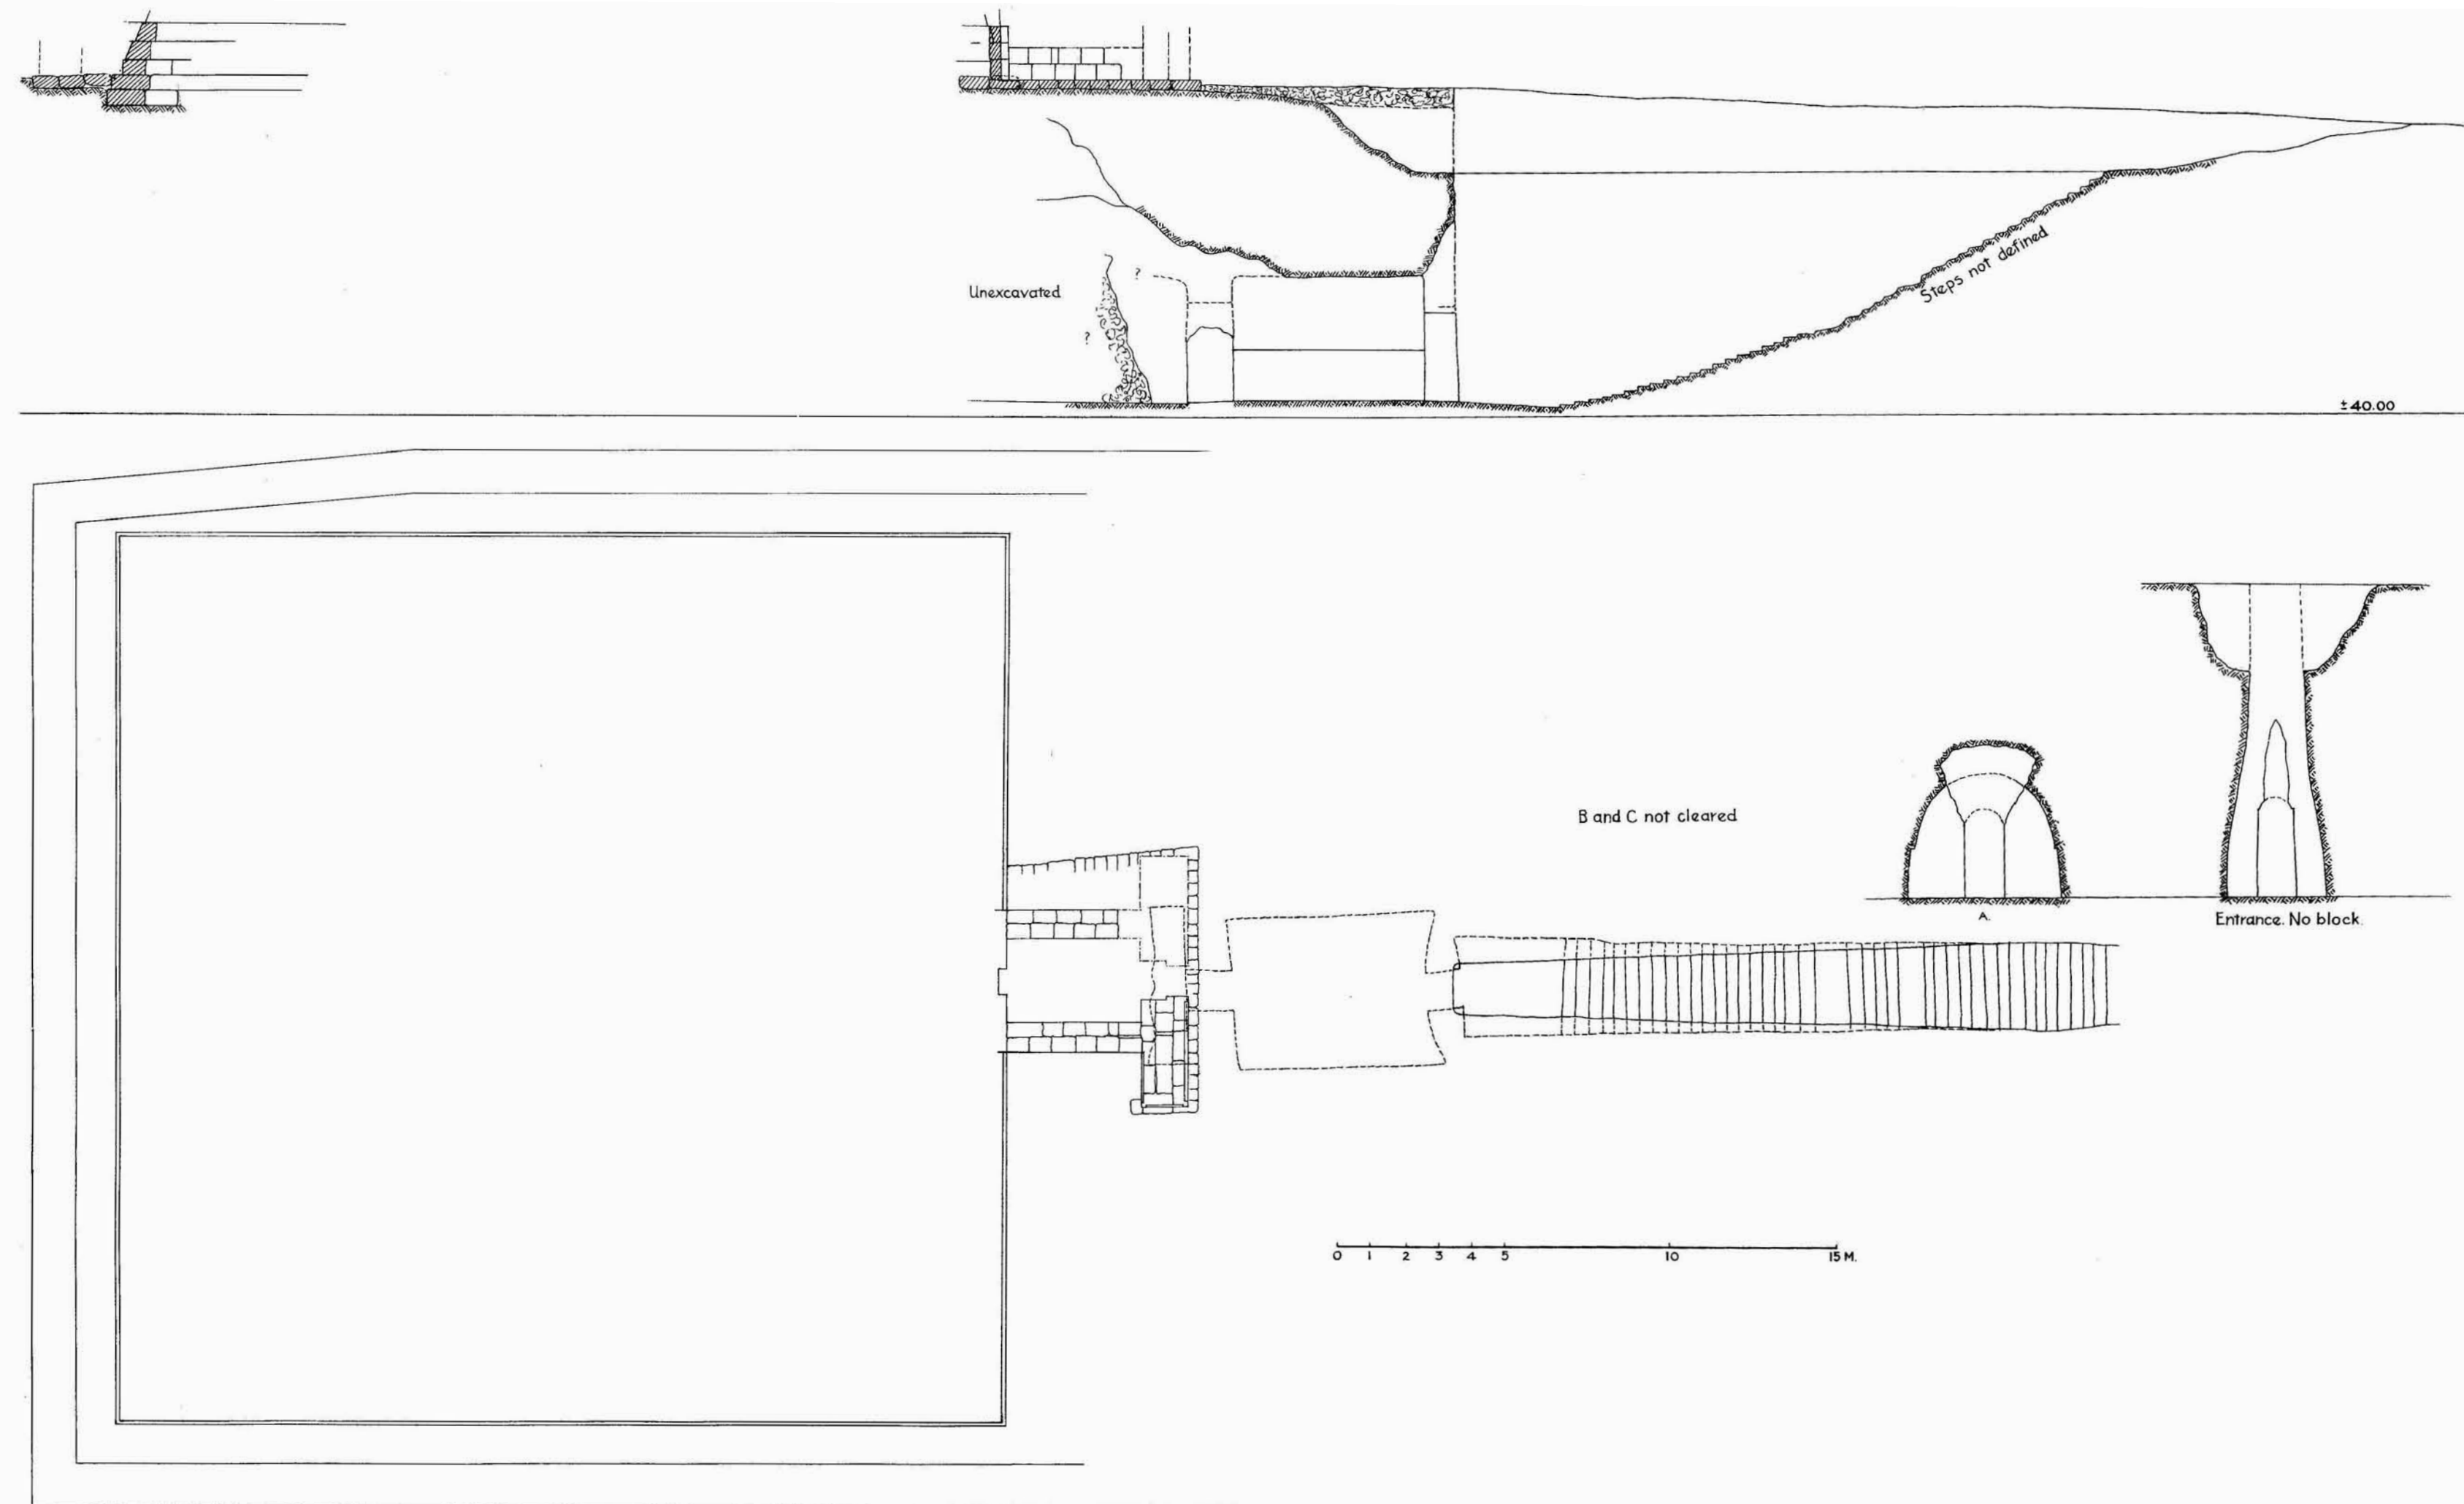 Unexcavated
?
?
Steps not defined
±40.00
B and C not cleared
A.
Entrance. No block.
0 1 2 3 4 5 10 15 M.